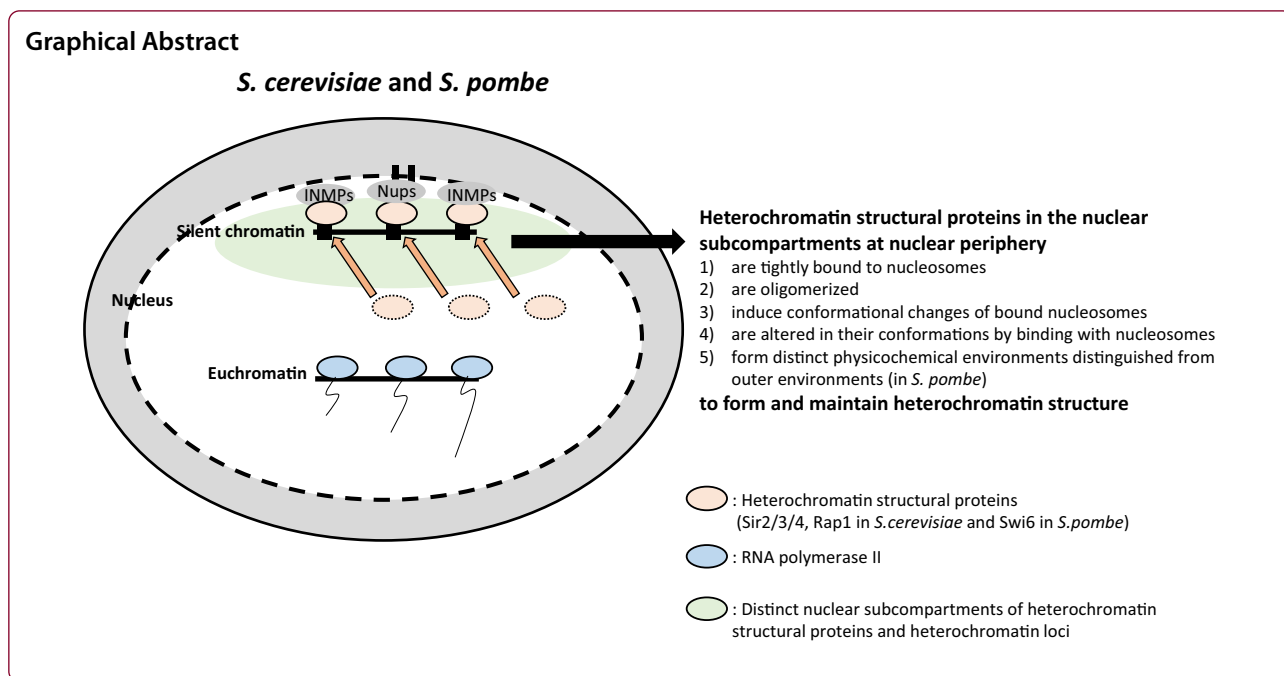 Graphical Abstract
S. cerevisiae and S. pombe
INMPs
Nups
INMPs
Silent chromatin
Nucleus
Euchromatin
Heterochromatin structural proteins in the nuclear
subcompartments at nuclear periphery
1) are tightly bound to nucleosomes
2) are oligomerized
3) induce conformational changes of bound nucleosomes
4) are altered in their conformations by binding with nucleosomes
5) form distinct physicochemical environments distinguished from
outer environments (in S. pombe)
to form and maintain heterochromatin structure
: Heterochromatin structural proteins
(Sir2/3/4, Rap1 in S.cerevisiae and Swi6 in S.pombe)
: RNA polymerase II
: Distinct nuclear subcompartments of heterochromatin
structural proteins and heterochromatin loci